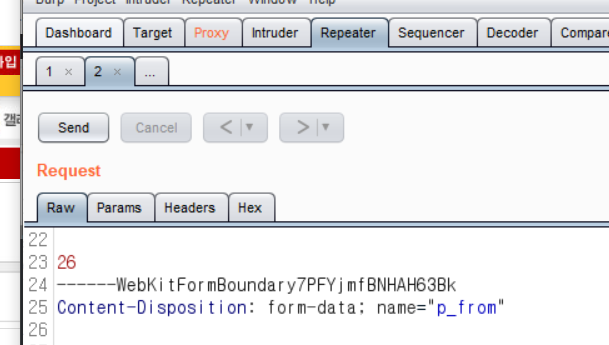 Burp Project Intruder Repeater Window Help
Dashboard Target Proxy Intruder Repeater Sequencer Decoder Compare
가입
1 × 2 × ...
갤러
Send Cancel < ▼ > ▼
Request
Raw Params Headers Hex
22
23 26
24 ------WebKitFormBoundary7PFYjmfBNHAH63Bk
25 Content-Disposition: form-data; name="p_from"
26